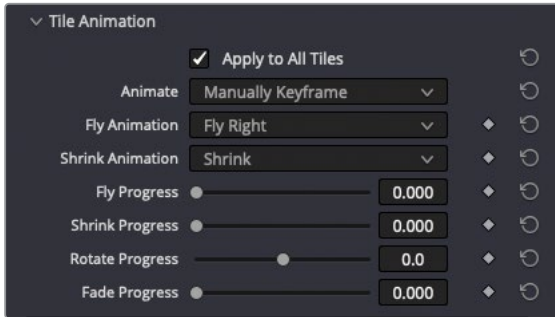 Tile Animation
Apply to All Tiles
Animate Manually Keyframe
Fly Animation Fly Right
Shrink Animation Shrink
Fly Progress 0.000
Shrink Progress 0.000
Rotate Progress 0.0
Fade Progress 0.000